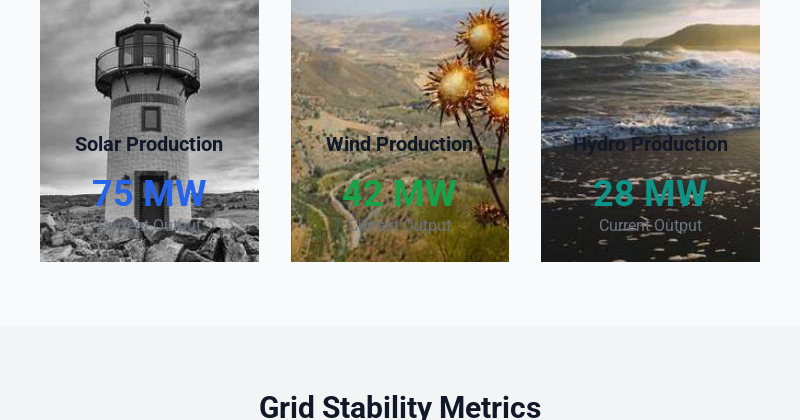 Solar Production
75 MW
Current Output
Wind Production
42 MW
Current Output
Hydro Production
28 MW
Current Output
Grid Stability Metrics